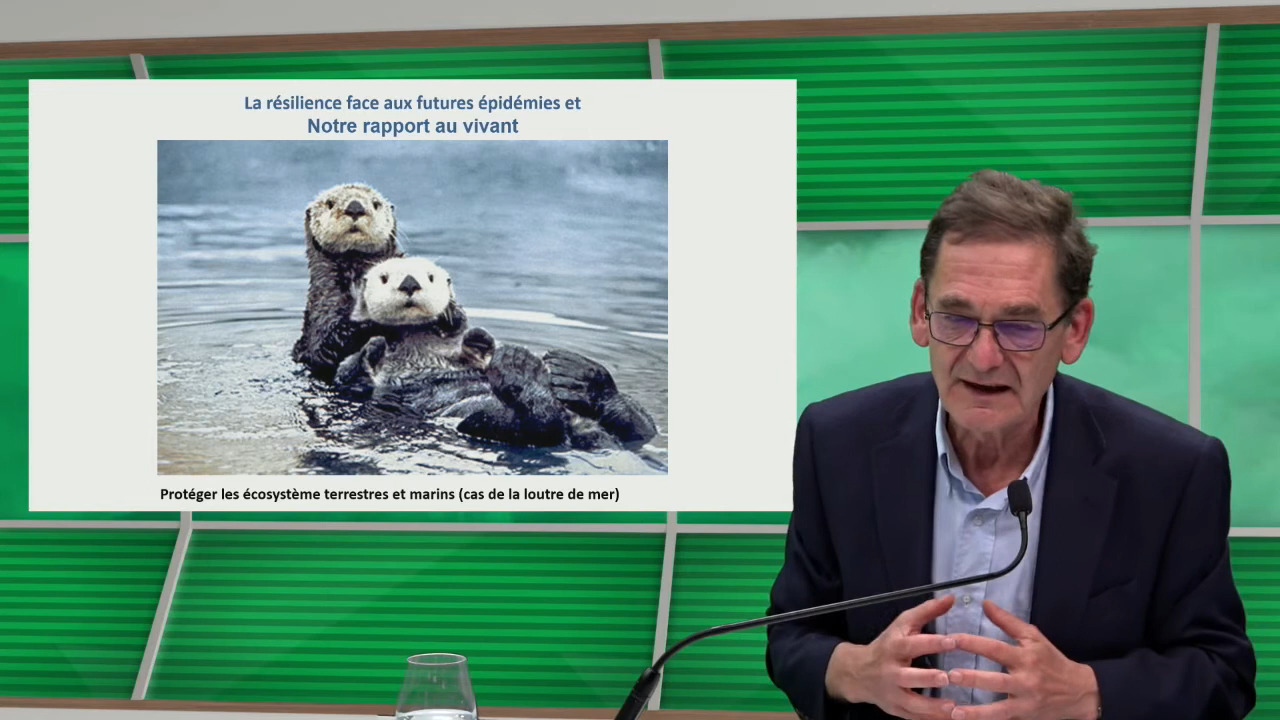 La résilience face aux futures épidémies et
Notre rapport au vivant
Protéger les écosystème terrestres et marins (cas de la loutre de mer)